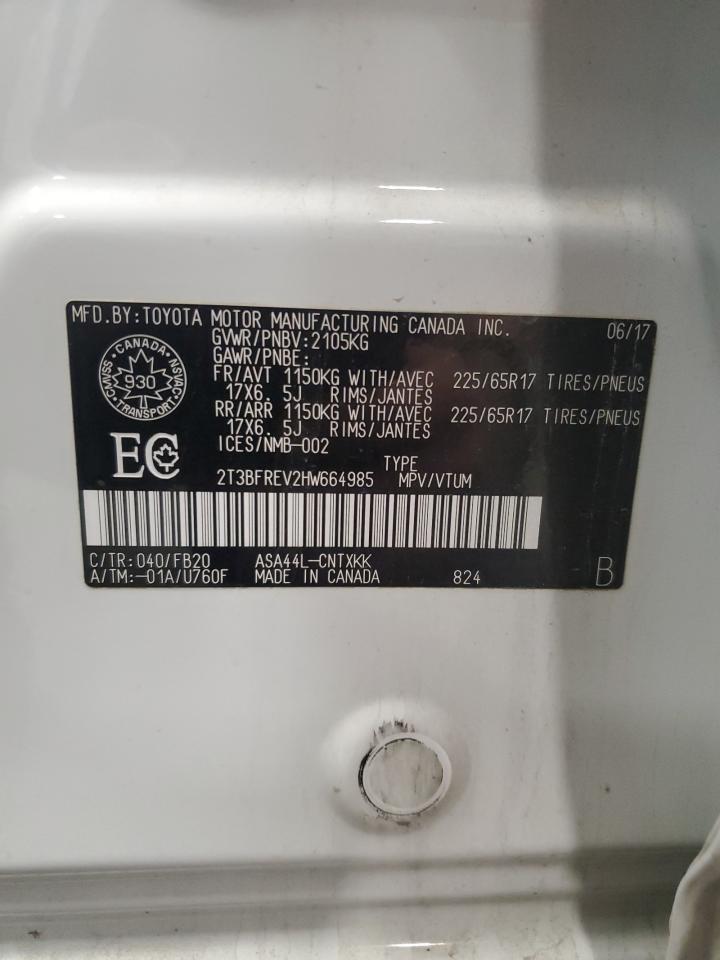 MFD.BY:TOYOTA MOTOR MANUFACTURING CANADA INC. 06/17
GVWR/PNBV:2105KG
GAWR/PNBE:
FR/AVT 1150KG WITH/AVEC 225/65R17 TIRES/PNEUS
17X6.5J RIMS/JANTES
RR/ARR 1150KG WITH/AVEC 225/65R17 TIRES/PNEUS
17X6.5J RIMS/JANTES
ICES/NMB-002
CANADA
CMVSS
930
NSVAC
TRANSPORT
EC
TYPE
2T3BFREV2HW664985 MPV/VTUM
C/TR:040/FB20 ASA44L-CNTXKK
A/TM:-01A/U760F MADE IN CANADA 824 B